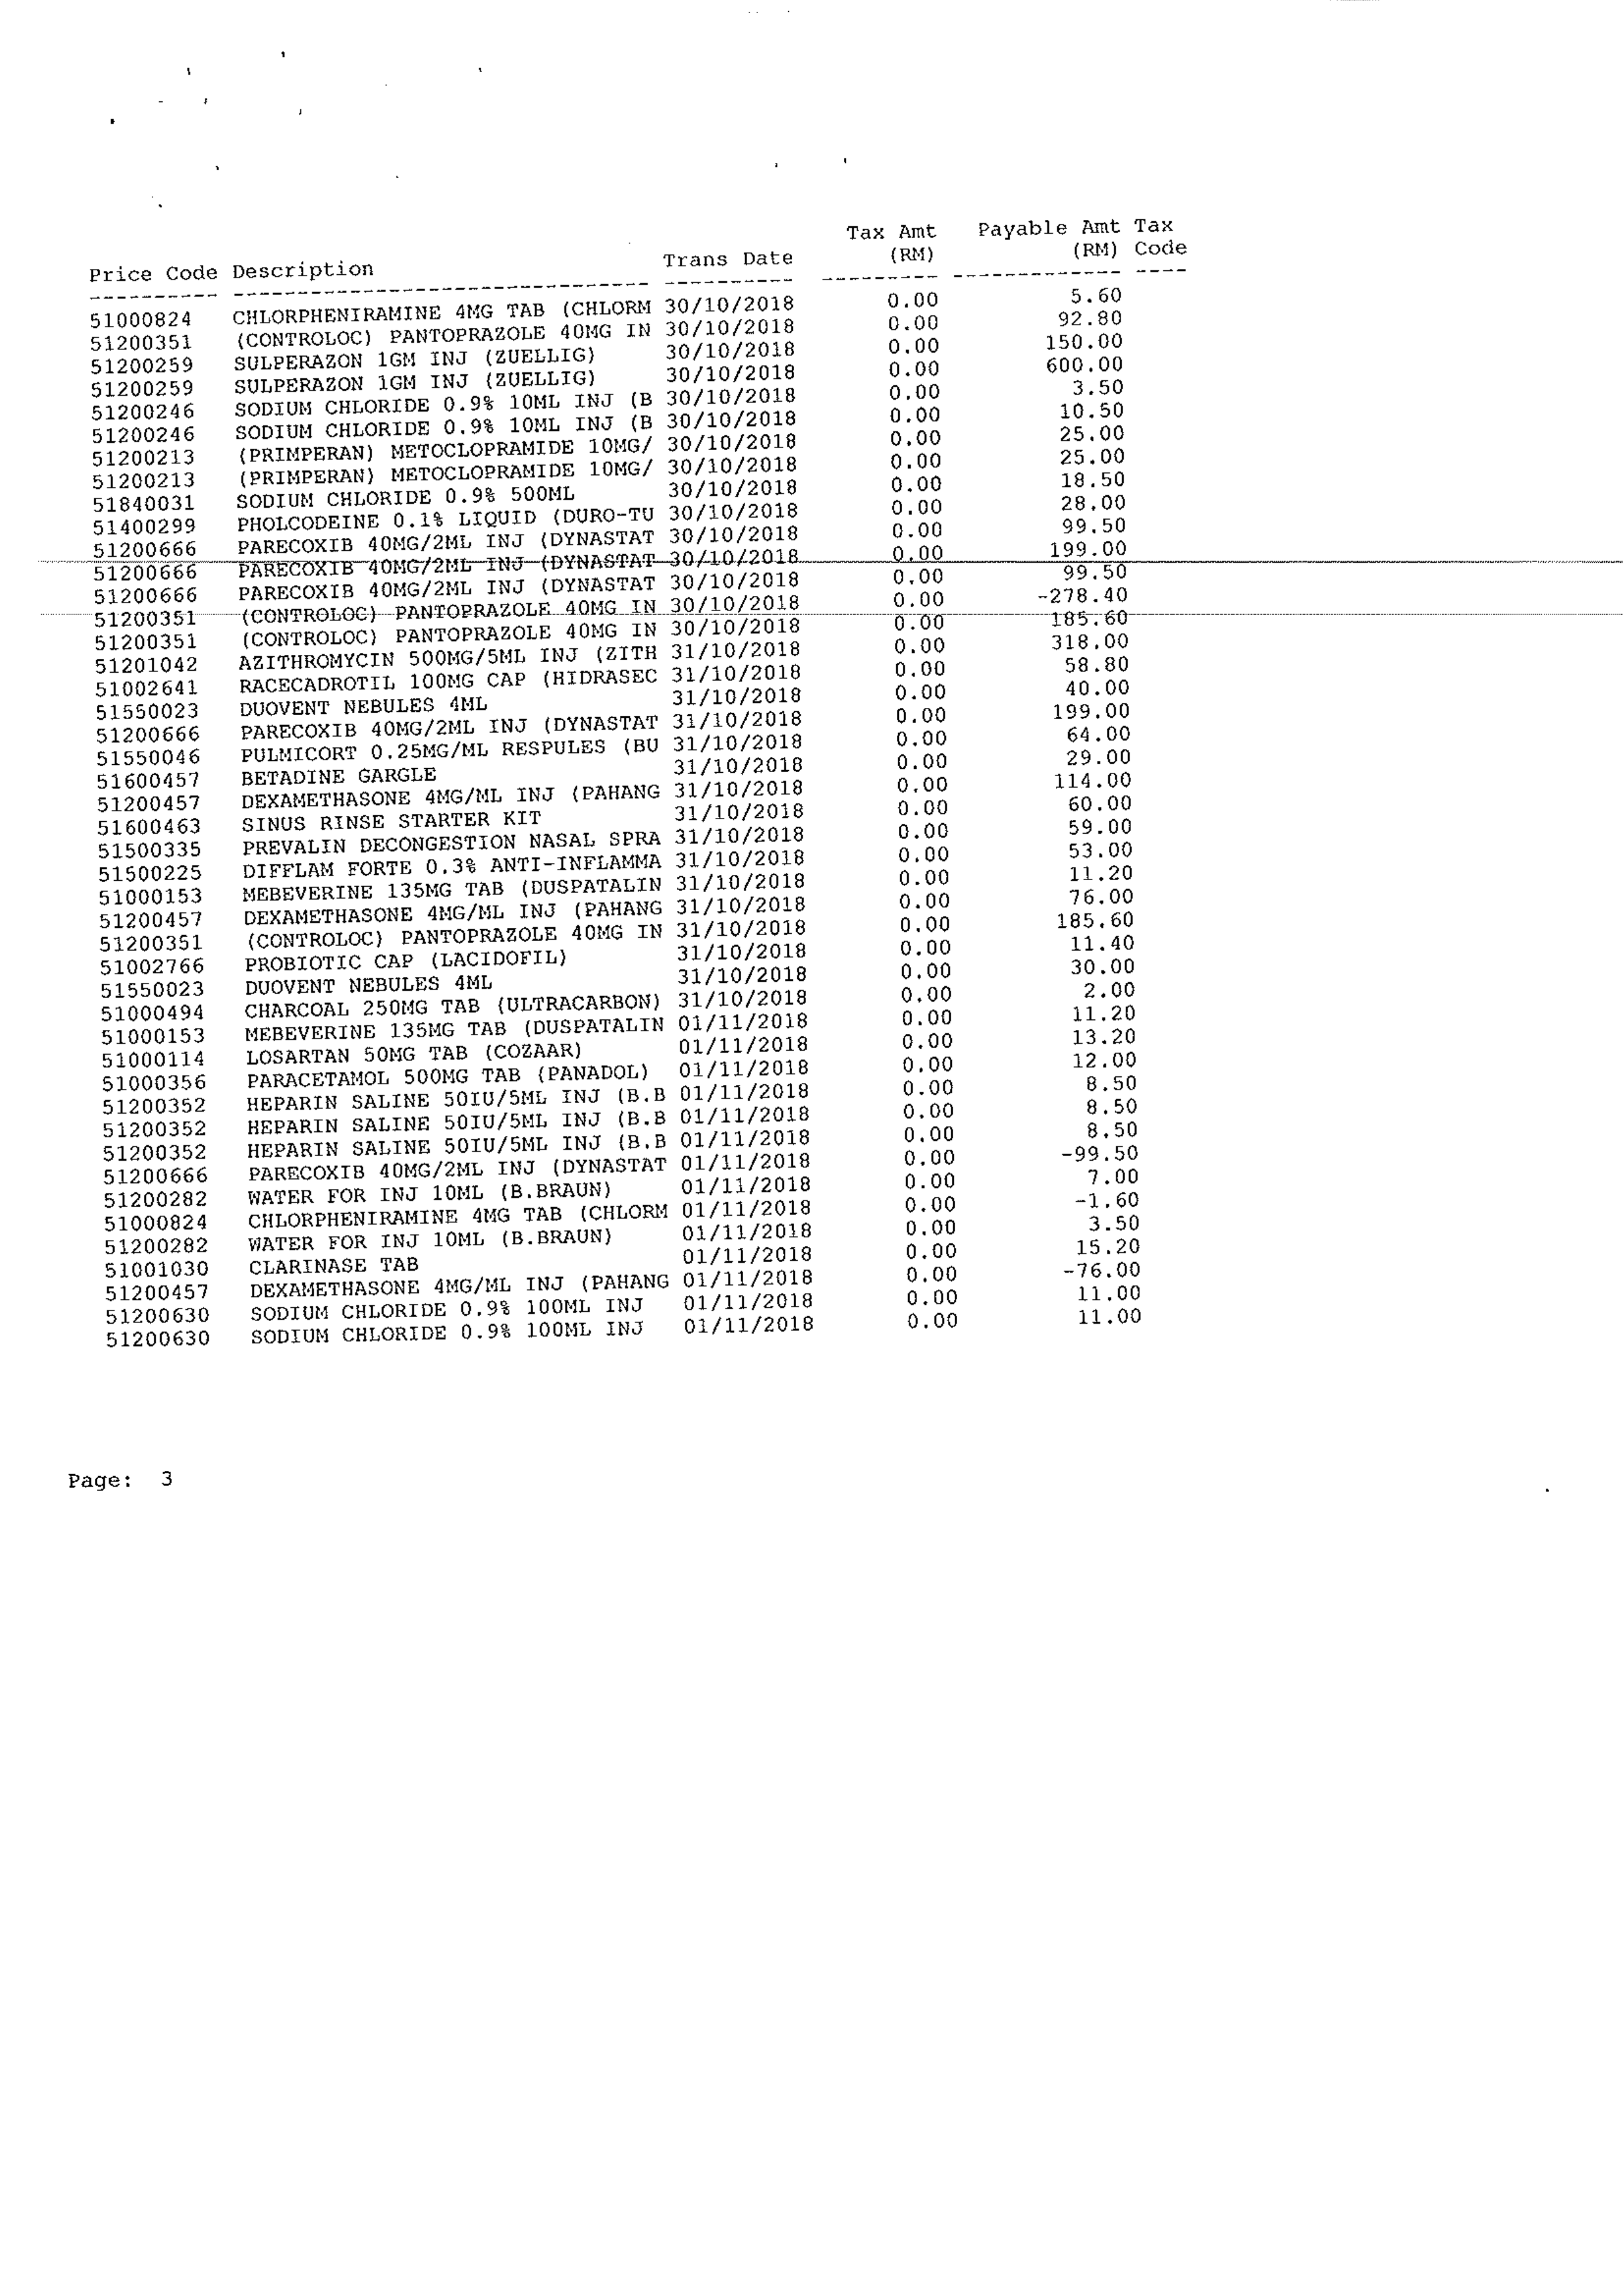 Tax Amt Payable Amt Tax
Price Code Description Trans Date (RM) (RM) Code
---------- -------------------------------- ---------- --------- ------------- ----
51000824 CHLORPHENIRAMINE 4MG TAB (CHLORM 30/10/2018 0.00 5.60
51200351 (CONTROLOC) PANTOPRAZOLE 40MG IN 30/10/2018 0.00 92.80
51200259 SULPERAZON 1GM INJ (ZUELLIG) 30/10/2018 0.00 150.00
51200259 SULPERAZON 1GM INJ (ZUELLIG) 30/10/2018 0.00 600.00
51200246 SODIUM CHLORIDE 0.9% 10ML INJ (B 30/10/2018 0.00 3.50
51200246 SODIUM CHLORIDE 0.9% 10ML INJ (B 30/10/2018 0.00 10.50
51200213 (PRIMPERAN) METOCLOPRAMIDE 10MG/ 30/10/2018 0.00 25.00
51200213 (PRIMPERAN) METOCLOPRAMIDE 10MG/ 30/10/2018 0.00 25.00
51840031 SODIUM CHLORIDE 0.9% 500ML 30/10/2018 0.00 18.50
51400299 PHOLCODEINE 0.1% LIQUID (DURO-TU 30/10/2018 0.00 28.00
51200666 PARECOXIB 40MG/2ML INJ (DYNASTAT 30/10/2018 0.00 99.50
51200666 PARECOXIB 40MG/2ML INJ (DYNASTAT 30/10/2018 0.00 199.00
51200666 PARECOXIB 40MG/2ML INJ (DYNASTAT 30/10/2018 0.00 99.50
51200351 (CONTROLOC) PANTOPRAZOLE 40MG IN 30/10/2018 0.00 -278.40
51200351 (CONTROLOC) PANTOPRAZOLE 40MG IN 30/10/2018 0.00 185.60
51201042 AZITHROMYCIN 500MG/5ML INJ (ZITH 31/10/2018 0.00 318.00
51002641 RACECADROTIL 100MG CAP (HIDRASEC 31/10/2018 0.00 58.80
51550023 DUOVENT NEBULES 4ML 31/10/2018 0.00 40.00
51200666 PARECOXIB 40MG/2ML INJ (DYNASTAT 31/10/2018 0.00 199.00
51550046 PULMICORT 0.25MG/ML RESPULES (BU 31/10/2018 0.00 64.00
51600457 BETADINE GARGLE 31/10/2018 0.00 29.00
51200457 DEXAMETHASONE 4MG/ML INJ (PAHANG 31/10/2018 0.00 114.00
51600463 SINUS RINSE STARTER KIT 31/10/2018 0.00 60.00
51500335 PREVALIN DECONGESTION NASAL SPRA 31/10/2018 0.00 59.00
51500225 DIFFLAM FORTE 0.3% ANTI-INFLAMMA 31/10/2018 0.00 53.00
51000153 MEBEVERINE 135MG TAB (DUSPATALIN 31/10/2018 0.00 11.20
51200457 DEXAMETHASONE 4MG/ML INJ (PAHANG 31/10/2018 0.00 76.00
51200351 (CONTROLOC) PANTOPRAZOLE 40MG IN 31/10/2018 0.00 185.60
51002766 PROBIOTIC CAP (LACIDOFIL) 31/10/2018 0.00 11.40
51550023 DUOVENT NEBULES 4ML 31/10/2018 0.00 30.00
51000494 CHARCOAL 250MG TAB (ULTRACARBON) 31/10/2018 0.00 2.00
51000153 MEBEVERINE 135MG TAB (DUSPATALIN 01/11/2018 0.00 11.20
51000114 LOSARTAN 50MG TAB (COZAAR) 01/11/2018 0.00 13.20
51000356 PARACETAMOL 500MG TAB (PANADOL) 01/11/2018 0.00 12.00
51200352 HEPARIN SALINE 50IU/5ML INJ (B.B 01/11/2018 0.00 8.50
51200352 HEPARIN SALINE 50IU/5ML INJ (B.B 01/11/2018 0.00 8.50
51200352 HEPARIN SALINE 50IU/5ML INJ (B.B 01/11/2018 0.00 8.50
51200666 PARECOXIB 40MG/2ML INJ (DYNASTAT 01/11/2018 0.00 -99.50
51200282 WATER FOR INJ 10ML (B.BRAUN) 01/11/2018 0.00 7.00
51000824 CHLORPHENIRAMINE 4MG TAB (CHLORM 01/11/2018 0.00 -1.60
51200282 WATER FOR INJ 10ML (B.BRAUN) 01/11/2018 0.00 3.50
51001030 CLARINASE TAB 01/11/2018 0.00 15.20
51200457 DEXAMETHASONE 4MG/ML INJ (PAHANG 01/11/2018 0.00 -76.00
51200630 SODIUM CHLORIDE 0.9% 100ML INJ 01/11/2018 0.00 11.00
51200630 SODIUM CHLORIDE 0.9% 100ML INJ 01/11/2018 0.00 11.00
Page: 3